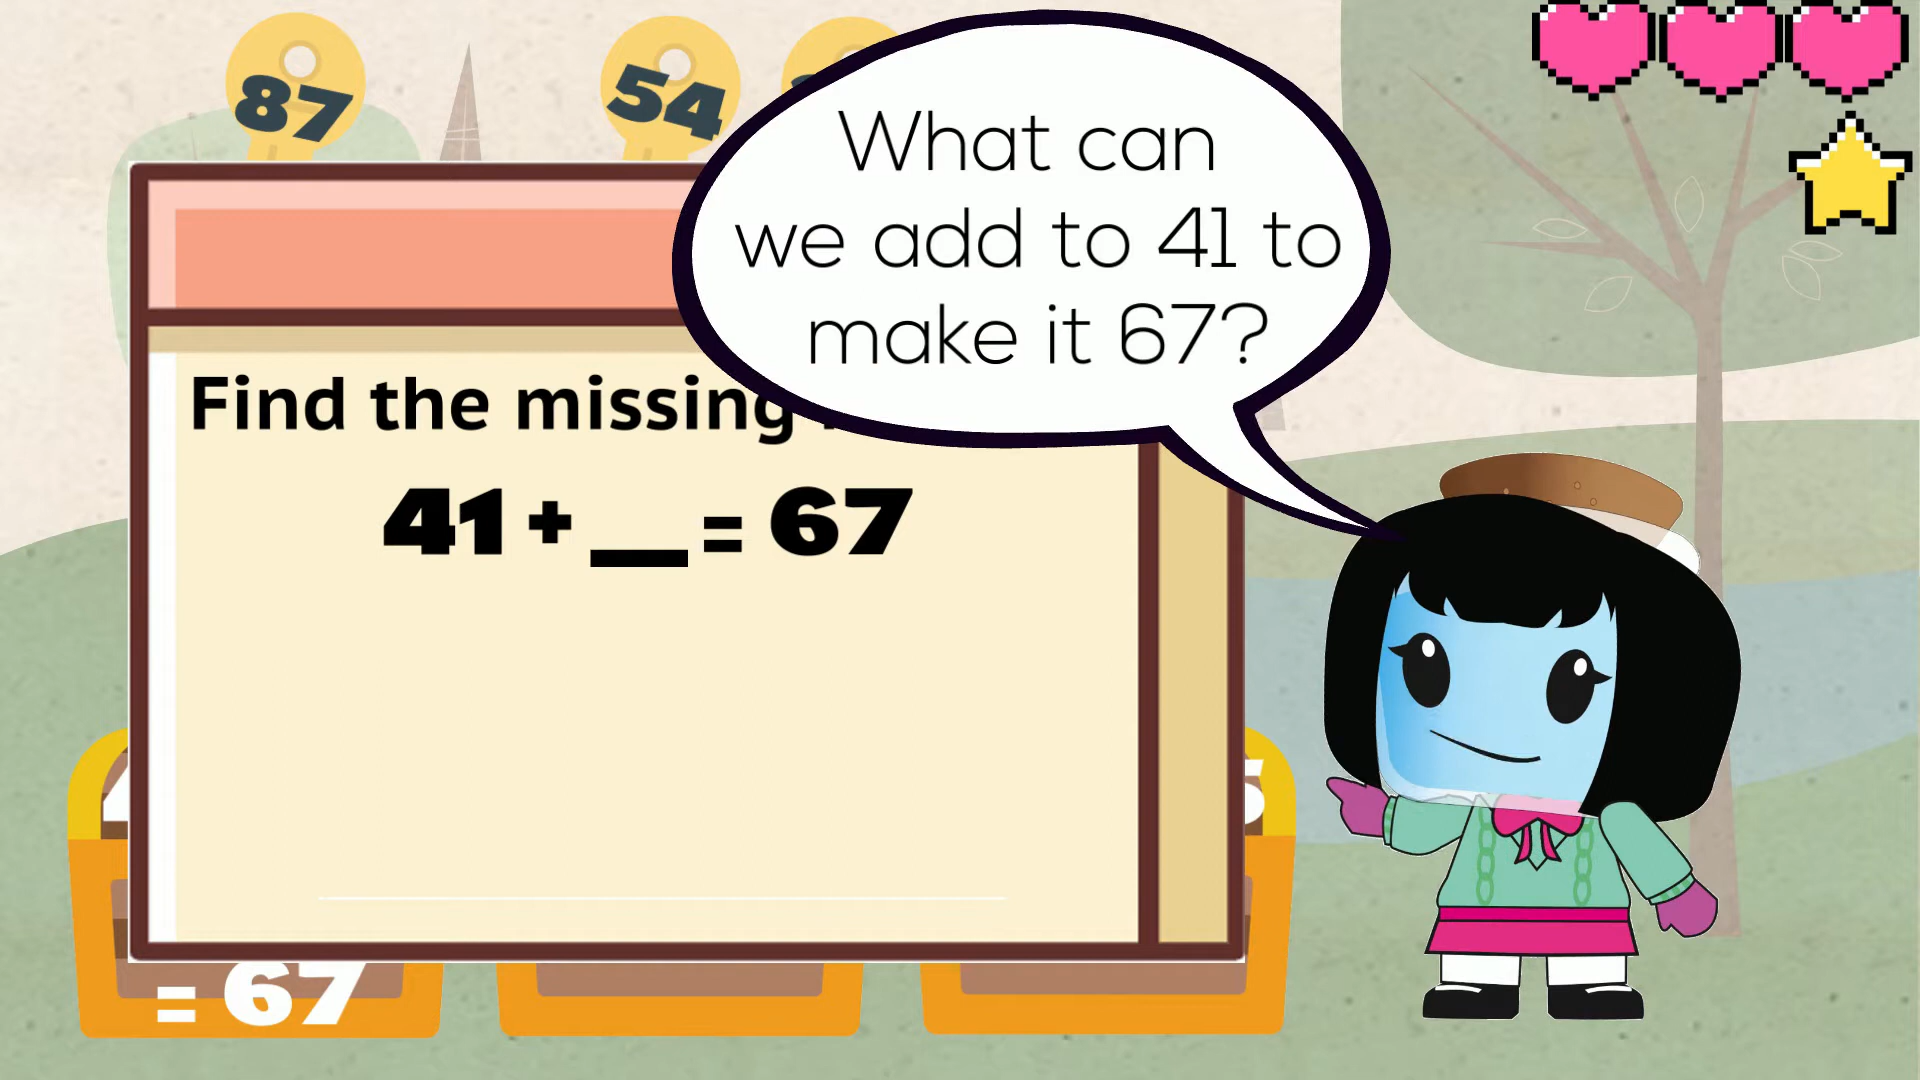 87
54
What can
we add to 41 to
make it 67?
Find the missing
41 + __ = 67
= 67